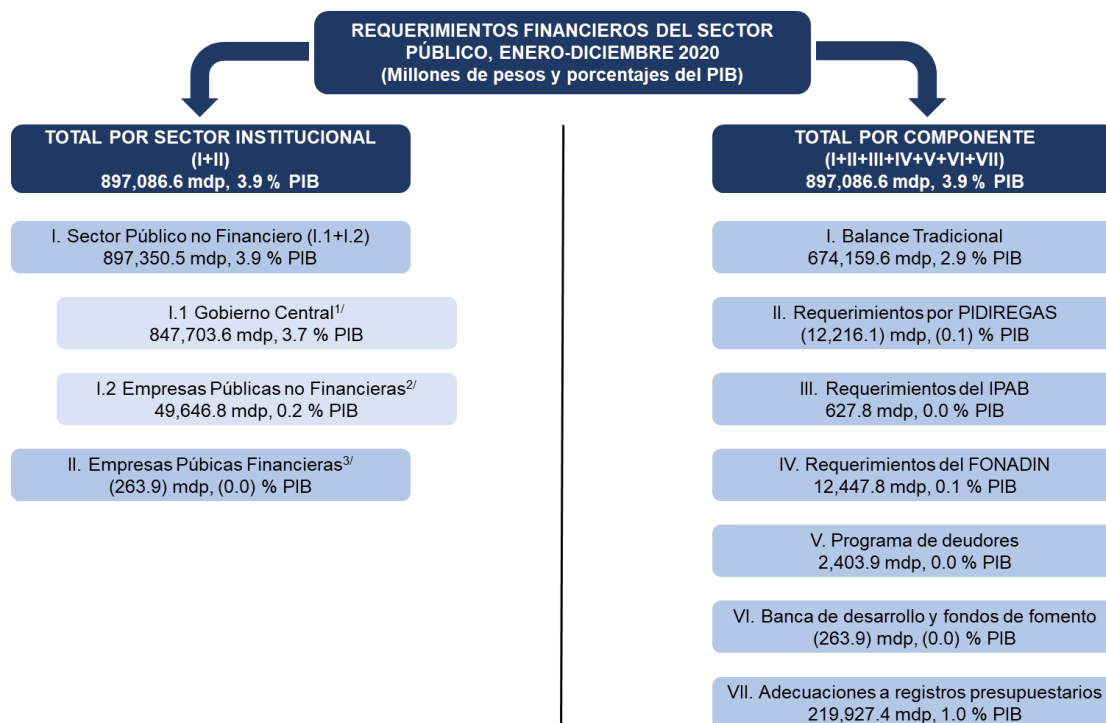 REQUERIMIENTOS FINANCIEROS DEL SECTOR
PÚBLICO, ENERO-DICIEMBRE 2020
(Millones de pesos y porcentajes del PIB)
TOTAL POR SECTOR INSTITUCIONAL
(I+II)
897,086.6 mdp, 3.9 % PIB
I. Sector Público no Financiero (I.1+I.2)
897,350.5 mdp, 3.9 % PIB
I.1 Gobierno Central1/
847,703.6 mdp, 3.7 % PIB
I.2 Empresas Públicas no Financieras2/
49,646.8 mdp, 0.2 % PIB
II. Empresas Púbicas Financieras3/
(263.9) mdp, (0.0) % PIB
TOTAL POR COMPONENTE
(I+II+III+IV+V+VI+VII)
897,086.6 mdp, 3.9 % PIB
I. Balance Tradicional
674,159.6 mdp, 2.9 % PIB
II. Requerimientos por PIDIREGAS
(12,216.1) mdp, (0.1) % PIB
III. Requerimientos del IPAB
627.8 mdp, 0.0 % PIB
IV. Requerimientos del FONADIN
12,447.8 mdp, 0.1 % PIB
V. Programa de deudores
2,403.9 mdp, 0.0 % PIB
VI. Banca de desarrollo y fondos de fomento
(263.9) mdp, (0.0) % PIB
VII. Adecuaciones a registros presupuestarios
219,927.4 mdp, 1.0 % PIB